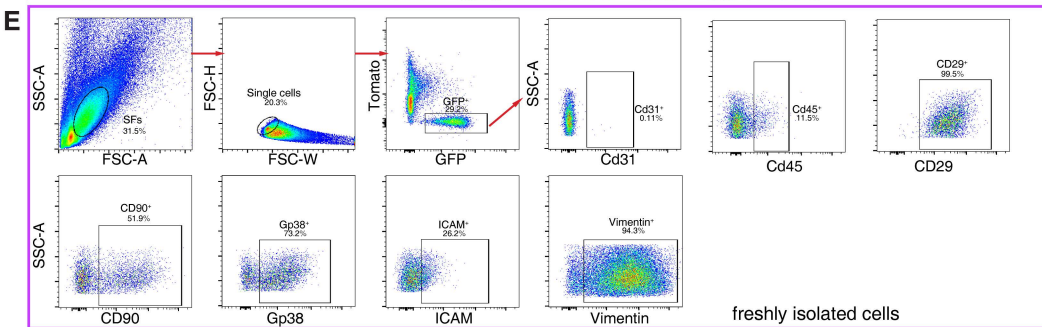 E
SSC-A
SFs
31.5%
FSC-A
FSC-H
Single cells
20.3%
FSC-W
Tomato
GFP+
29.2%
GFP
SSC-A
Cd31+
0.11%
Cd31
Cd45+
11.5%
Cd45
CD29+
99.5%
CD29
SSC-A
CD90+
51.9%
CD90
Gp38+
73.2%
Gp38
ICAM+
26.2%
ICAM
Vimentin+
94.3%
Vimentin
freshly isolated cells